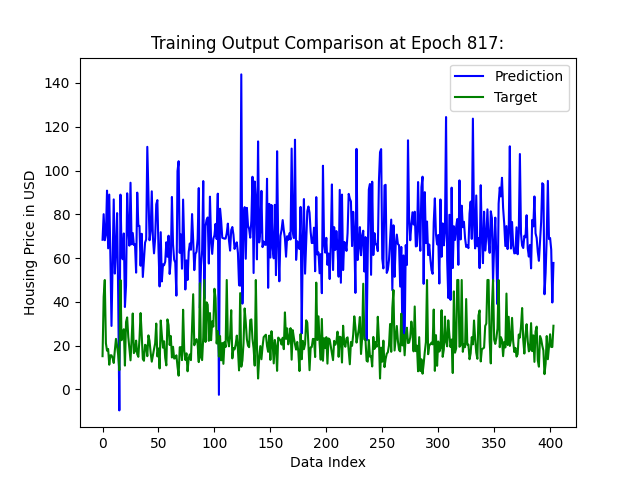 Training Output Comparison at Epoch 817:
Prediction
Target
Housing Price in USD
140
120
100
80
60
40
20
0
0 50 100 150 200 250 300 350 400
Data Index